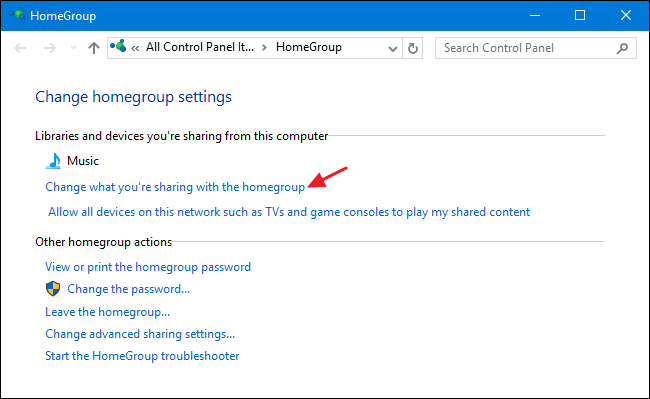 HomeGroup
« All Control Panel It... > HomeGroup
Search Control Panel
Change homegroup settings
Libraries and devices you're sharing from this computer
Music
Change what you're sharing with the homegroup
Allow all devices on this network such as TVs and game consoles to play my shared content
Other homegroup actions
View or print the homegroup password
Change the password...
Leave the homegroup...
Change advanced sharing settings...
Start the HomeGroup troubleshooter